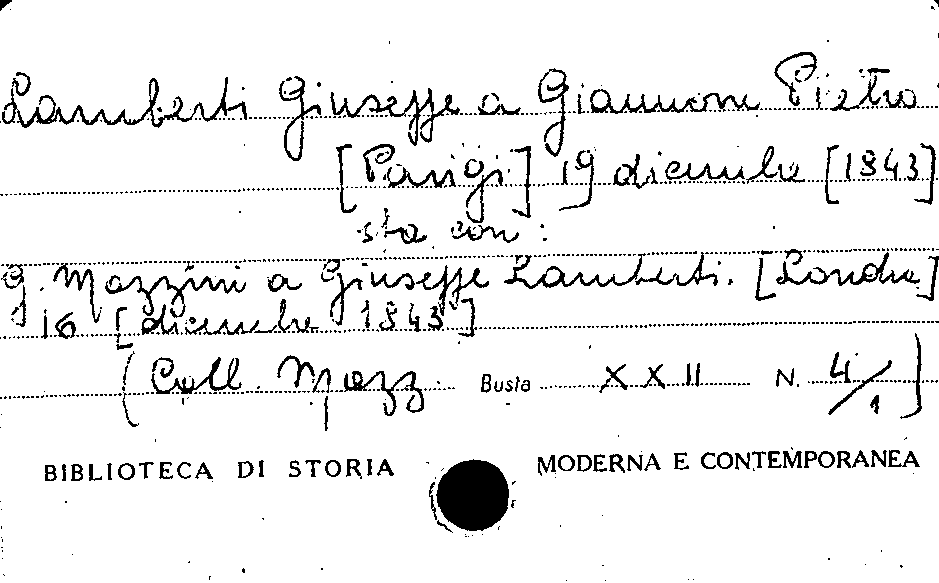 Lamberti Giuseppe a Giannone Pietro
[Parigi] 19 dicembre [1843]
sta con:
G. Mazzini a Giuseppe Lamberti. [Londra]
16 [dicembre 1843]
(Coll. Mazz. Busta XXII N. 4/1)
BIBLIOTECA DI STORIA MODERNA E CONTEMPORANEA